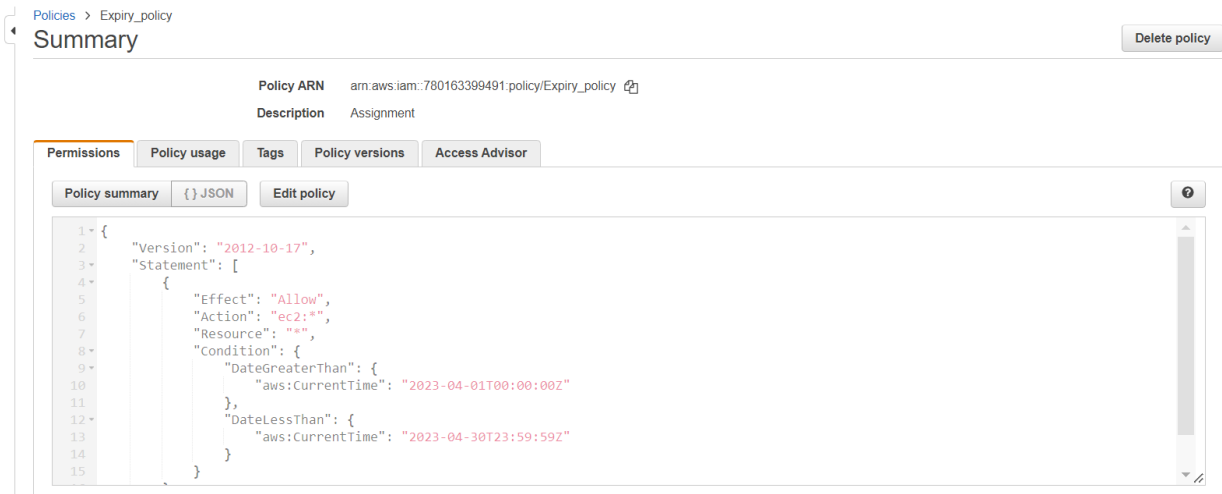 Policies > Expiry_policy
Summary
Delete policy
Policy ARN arn:aws:iam::780163399491:policy/Expiry_policy
Description Assignment
Permissions Policy usage Tags Policy versions Access Advisor
Policy summary { } JSON Edit policy ?
1 {
2 "Version": "2012-10-17",
3 "Statement": [
4 {
5 "Effect": "Allow",
6 "Action": "ec2:*",
7 "Resource": "*",
8 "Condition": {
9 "DateGreaterThan": {
10 "aws:CurrentTime": "2023-04-01T00:00:00Z"
11 },
12 "DateLessThan": {
13 "aws:CurrentTime": "2023-04-30T23:59:59Z"
14 }
15 }